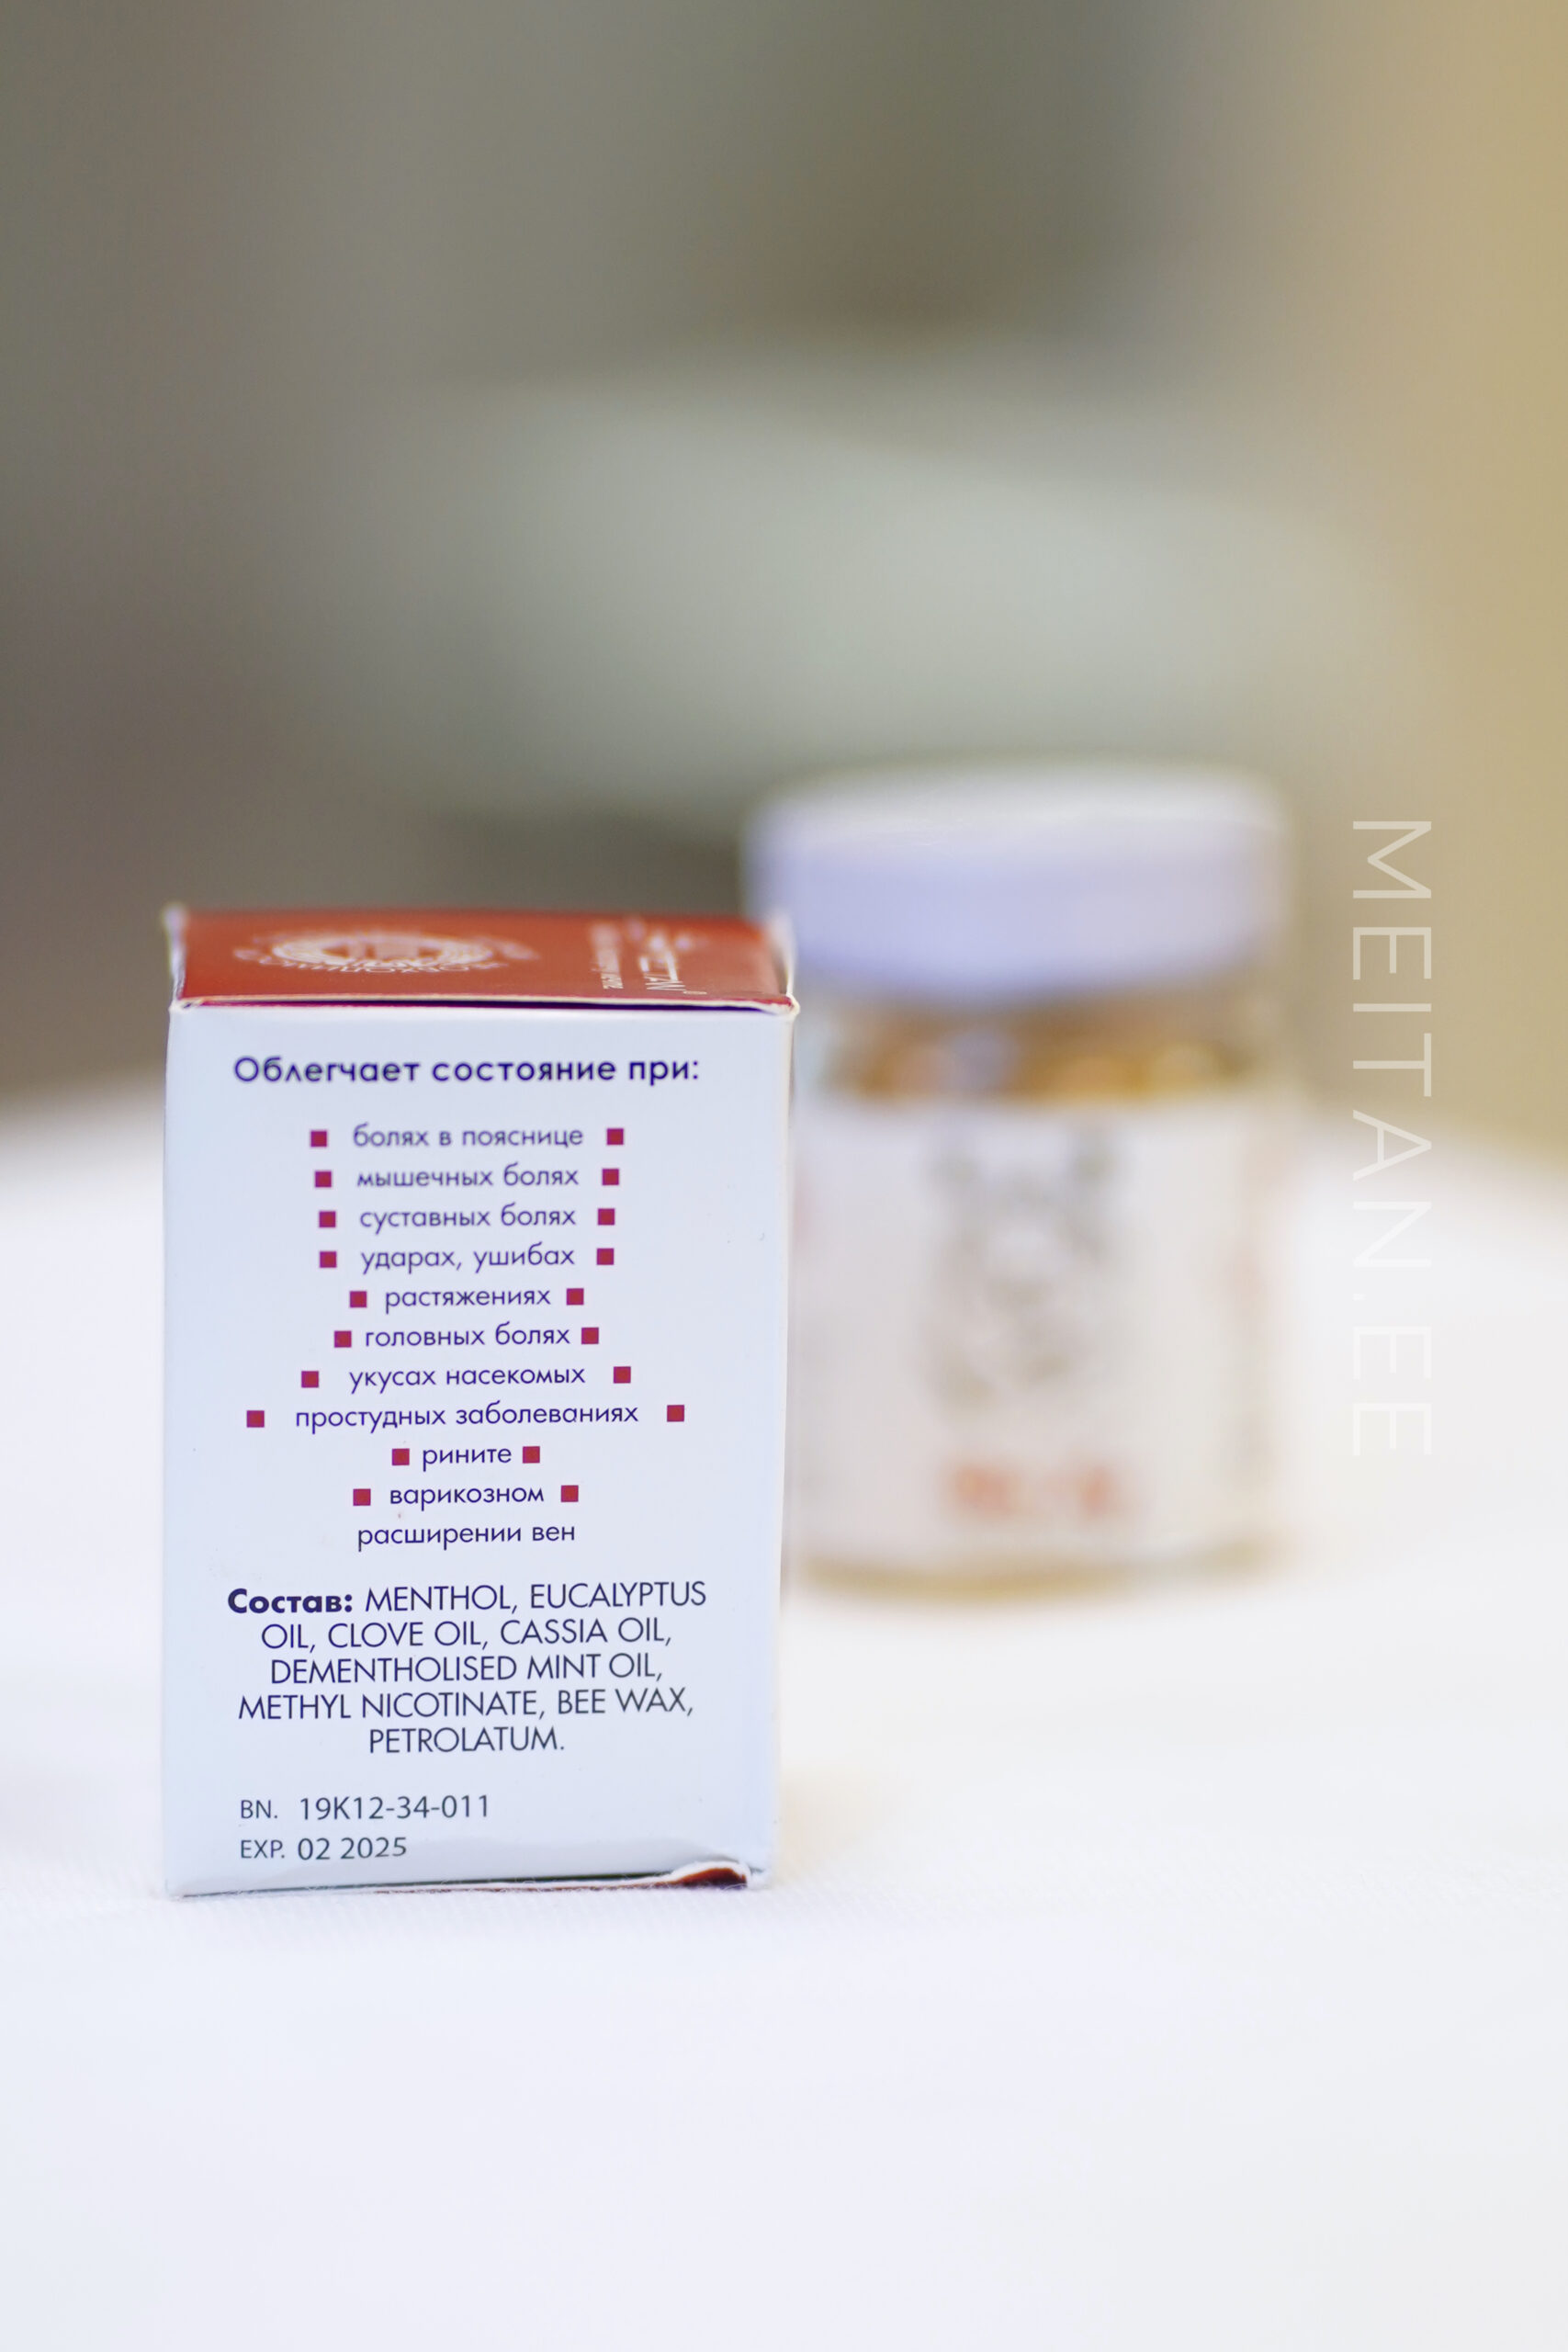 Облегчает состояние при:
■ болях в пояснице ■
■ мышечных болях ■
■ суставных болях ■
■ ударах, ушибах ■
■ растяжениях ■
■ головных болях ■
■ укусах насекомых ■
■ простудных заболеваниях ■
■ рините ■
■ варикозном ■
расширении вен
Состав: MENTHOL, EUCALYPTUS
OIL, CLOVE OIL, CASSIA OIL,
DEMENTHOLISED MINT OIL,
METHYL NICOTINATE, BEE WAX,
PETROLATUM.
BN. 19K12-34-011
EXP. 02 2025
MEITAN.EE